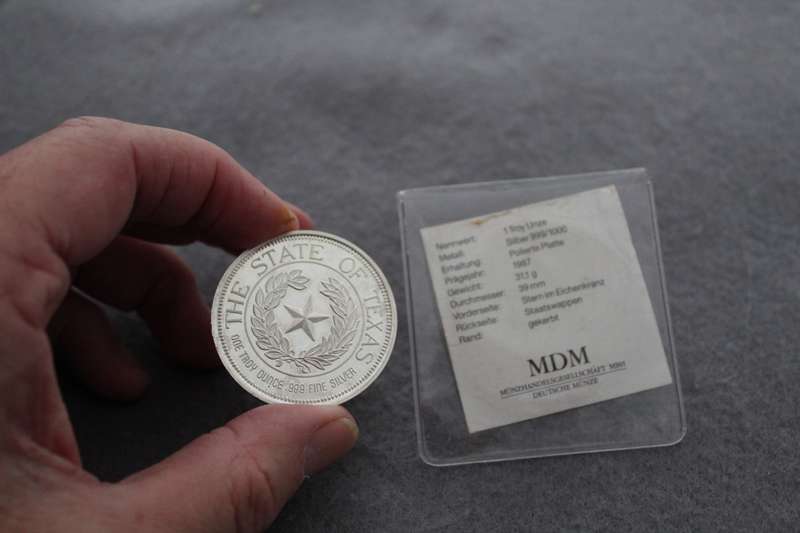 THE STATE OF TEXAS
ONE TROY OUNCE .999 FINE SILVER
Nennwert: 1 Troy Unze
Metall: Silber 999/1000
Erhaltung: Polierte Platte
Prägejahr: 1987
Gewicht: 31,1 g
Durchmesser: 39 mm
Vorderseite: Stern im Eichenkranz
Rückseite: Staatswappen
Rand: gekerbt
MDM
MÜNZHANDELSGESELLSCHAFT MBH
DEUTSCHE MÜNZE